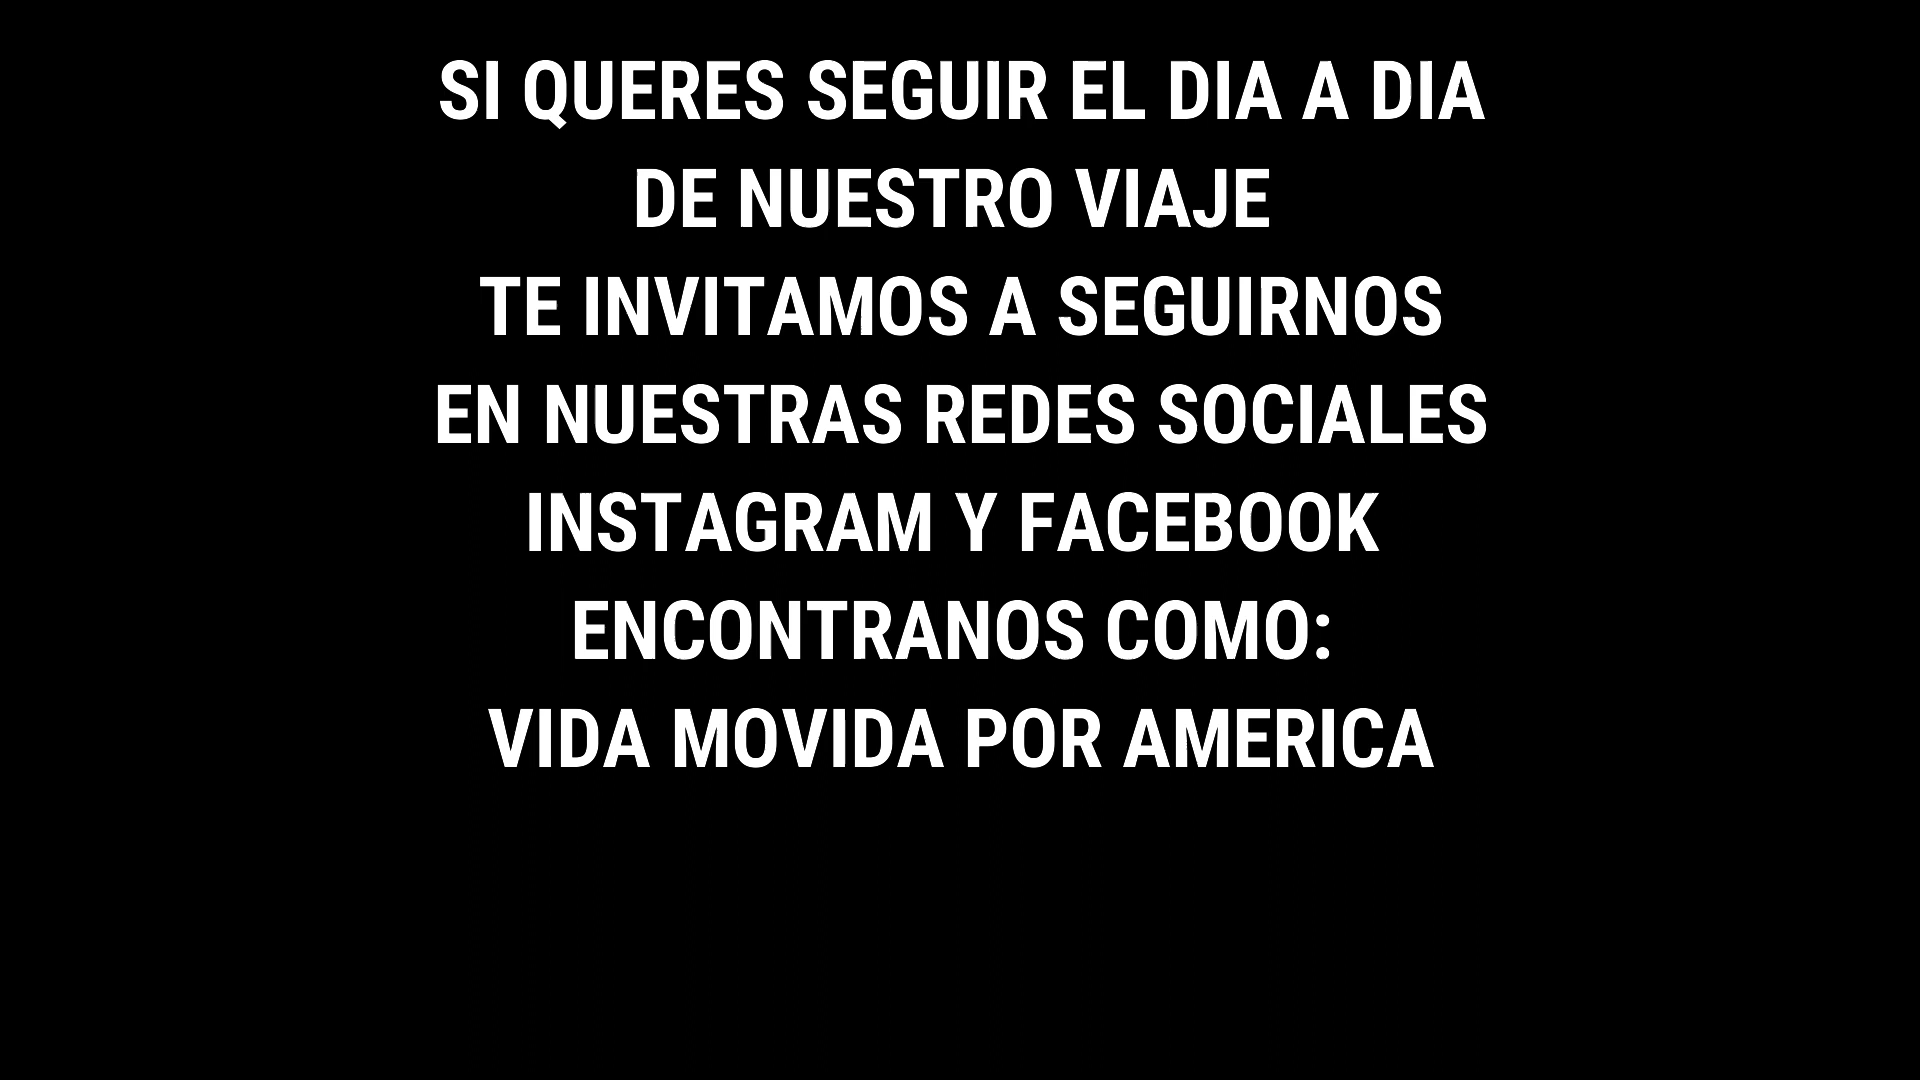 SI QUERES SEGUIR EL DIA A DIA
DE NUESTRO VIAJE
TE INVITAMOS A SEGUIRNOS
EN NUESTRAS REDES SOCIALES
INSTAGRAM Y FACEBOOK
ENCONTRANOS COMO:
VIDA MOVIDA POR AMERICA